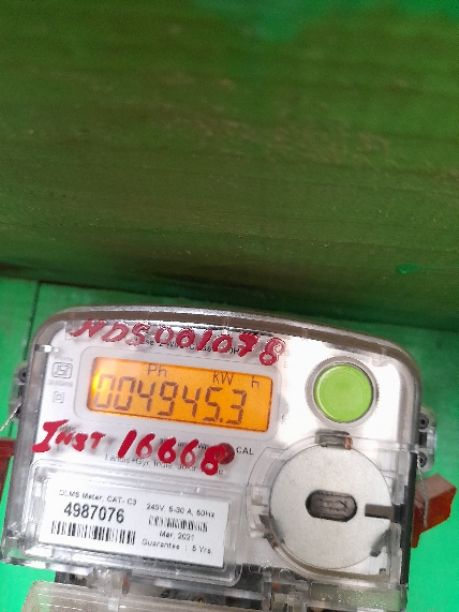 NDS001078
Ph kW h
004945.3
INST 16668
CAL
DLMS Meter, CAT- C3
240V, 5-30 A, 50Hz
4987076
Mar, 2021
Guarantee : 5 Yrs.